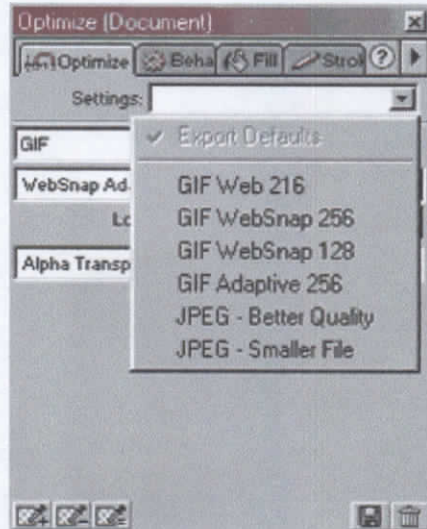 Optimize (Document)
Optimize Beha Fill Strok ?
Settings:
Export Defaults
GIF
GIF Web 216
WebSnap Ad
GIF WebSnap 256
Lo
GIF WebSnap 128
Alpha Transp
GIF Adaptive 256
JPEG - Better Quality
JPEG - Smaller File